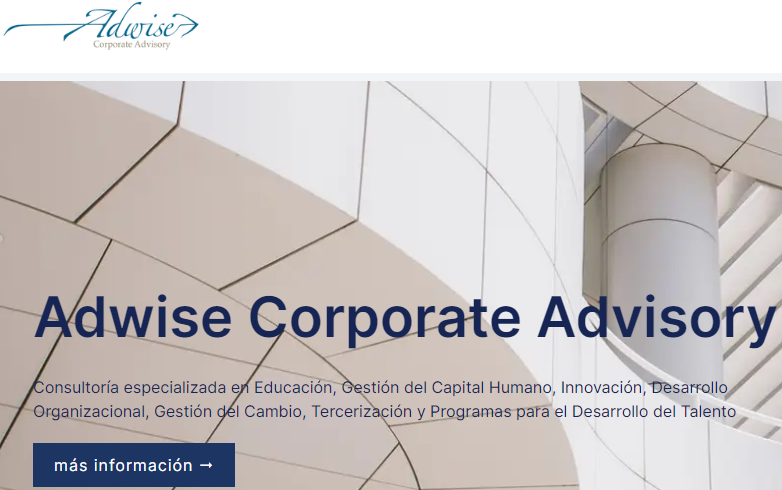 Adwise
Corporate Advisory
Adwise Corporate Advisory
Consultoría especializada en Educación, Gestión del Capital Humano, Innovación, Desarrollo
Organizacional, Gestión del Cambio, Tercerización y Programas para el Desarrollo del Talento
más información →